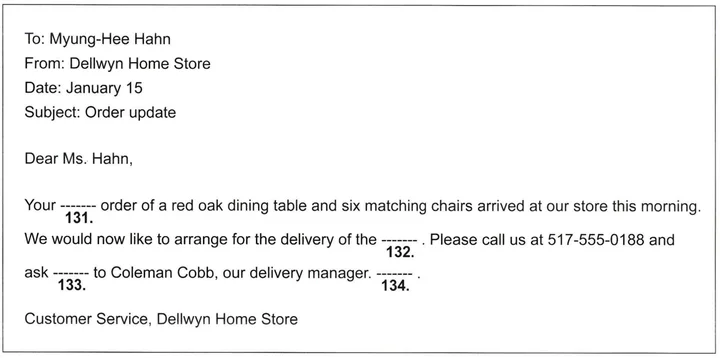 To: Myung-Hee Hahn
From: Dellwyn Home Store
Date: January 15
Subject: Order update
Dear Ms. Hahn,
Your ------- order of a red oak dining table and six matching chairs arrived at our store this morning.
131.
We would now like to arrange for the delivery of the ------- . Please call us at 517-555-0188 and
132.
ask ------- to Coleman Cobb, our delivery manager. ------- .
133. 134.
Customer Service, Dellwyn Home Store